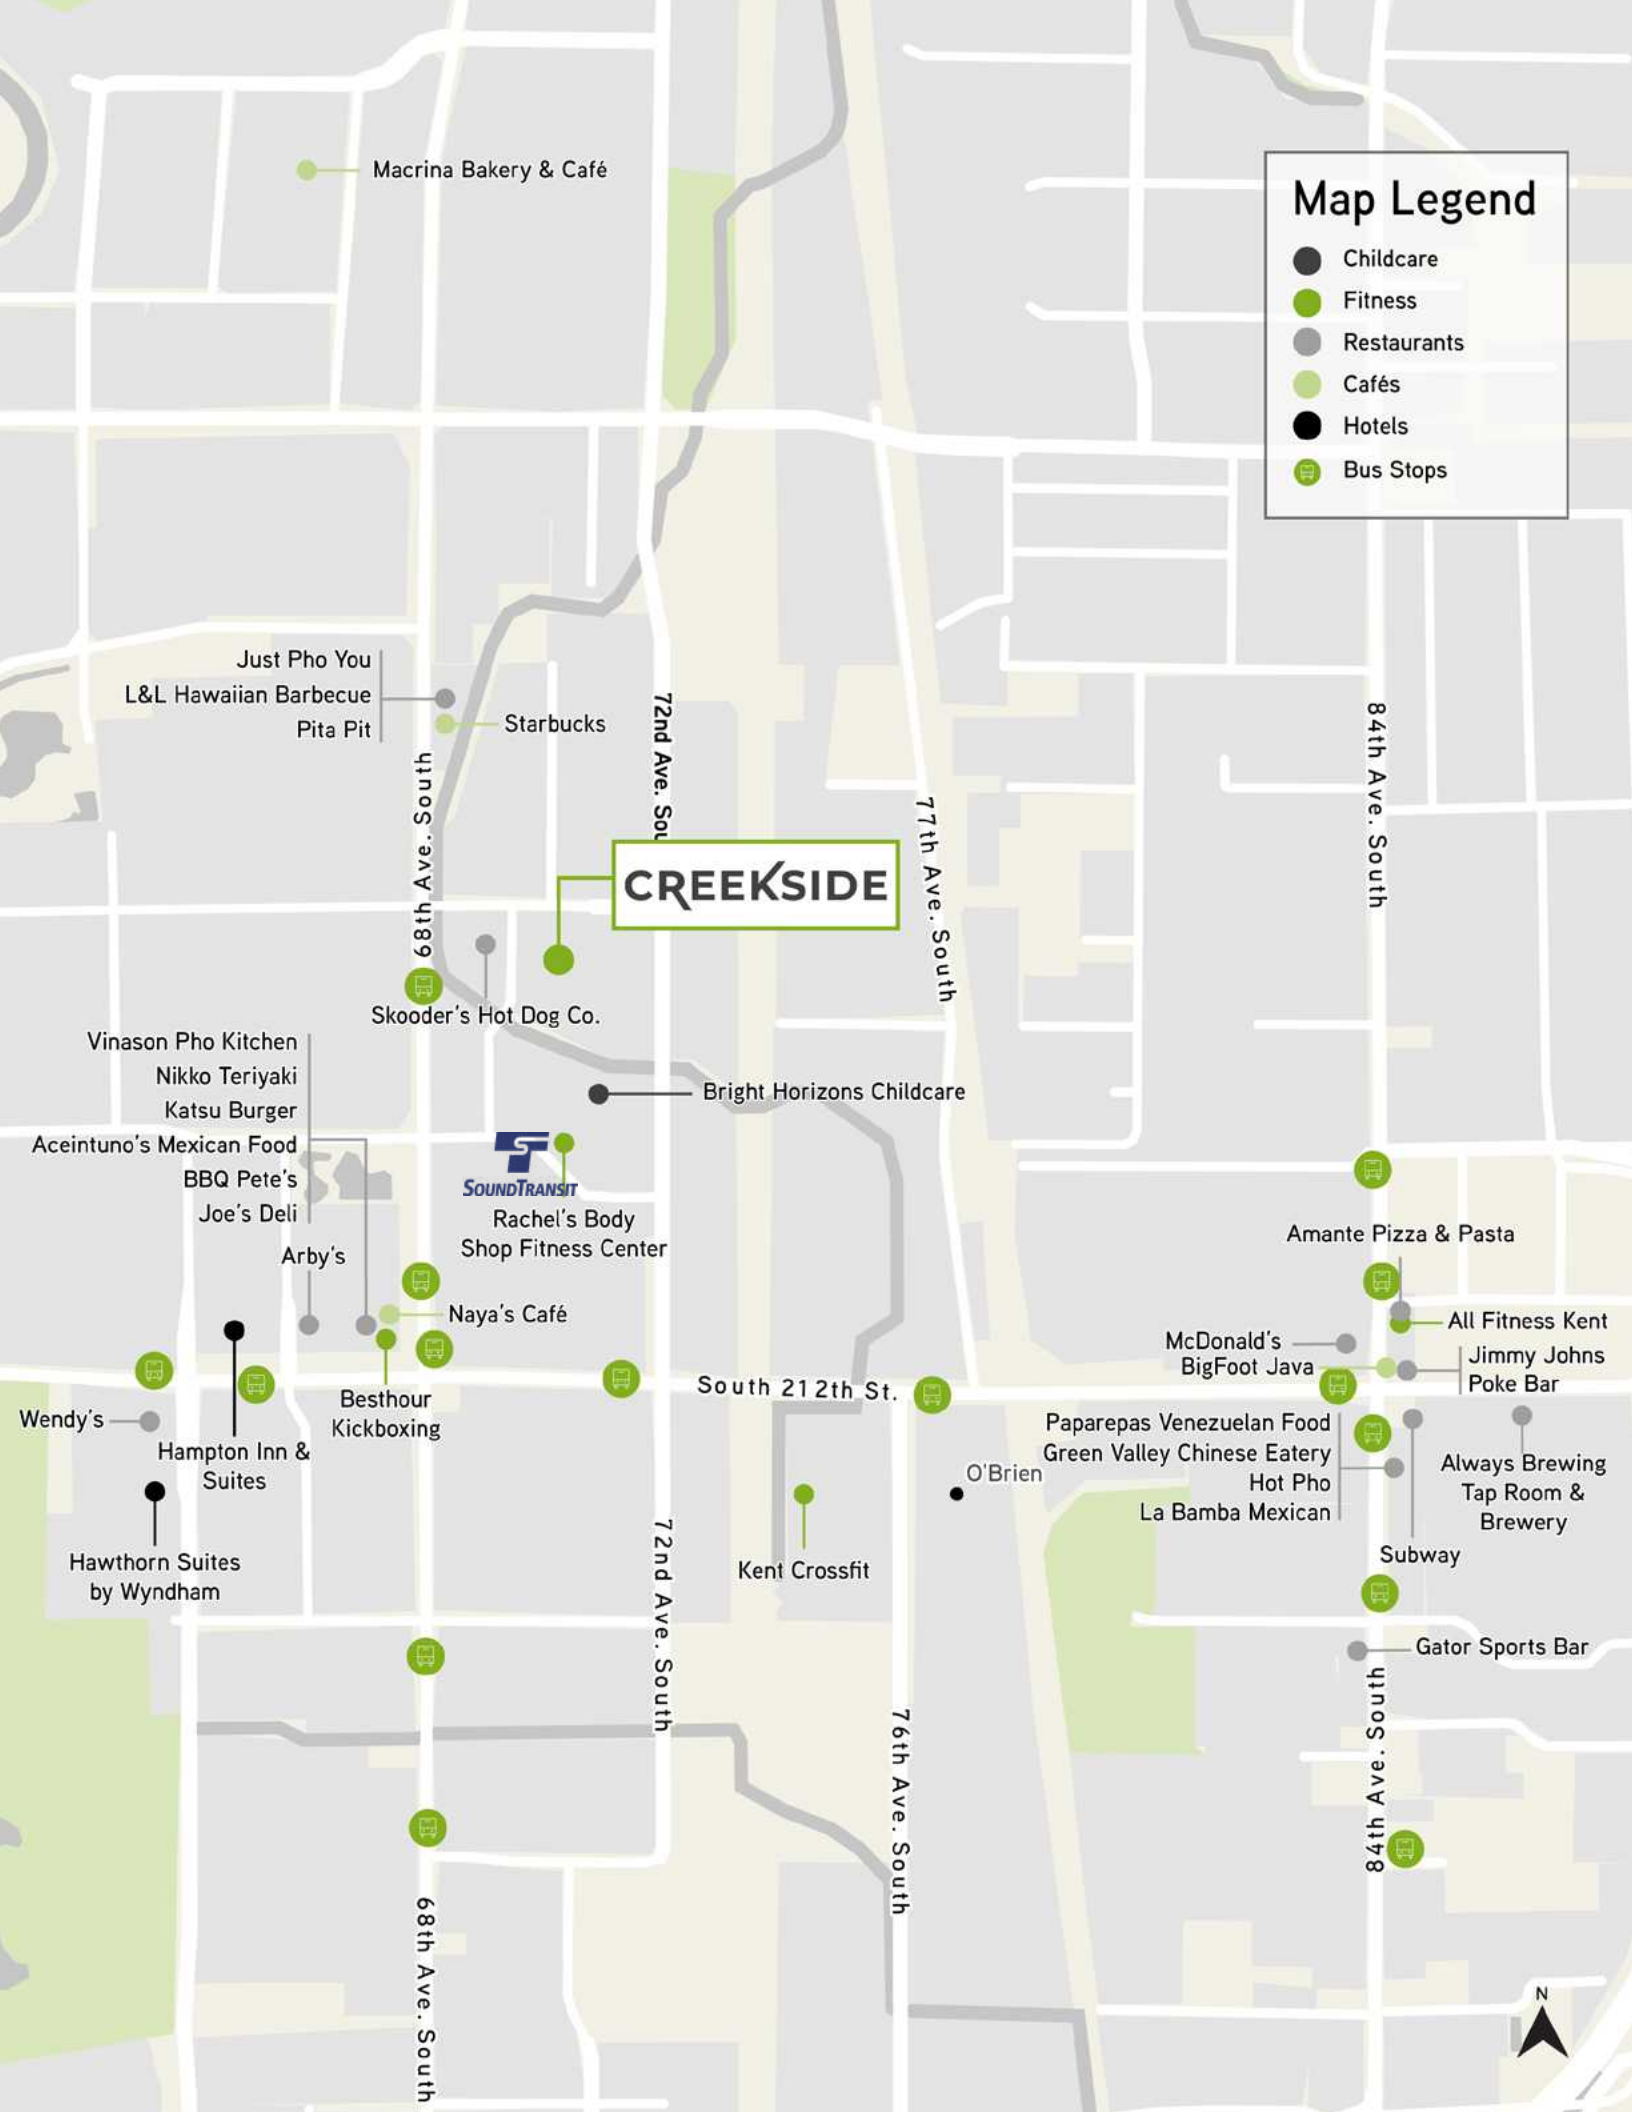 Macrina Bakery & Café
Map Legend
Childcare
Fitness
Restaurants
Cafés
Hotels
Bus Stops
Just Pho You
L&L Hawaiian Barbecue
Pita Pit
Starbucks
72nd Ave. Sou
84th Ave. South
68th Ave. South
77th Ave. South
CREEKSIDE
Skooder's Hot Dog Co.
Vinason Pho Kitchen
Nikko Teriyaki
Katsu Burger
Aceintuno's Mexican Food
BBQ Pete's
Joe's Deli
Bright Horizons Childcare
SOUNDTRANSIT
Rachel's Body
Shop Fitness Center
Arby's
Naya's Café
Amante Pizza & Pasta
All Fitness Kent
McDonald's
BigFoot Java
Jimmy Johns
Poke Bar
South 212th St.
Besthour
Kickboxing
Wendy's
Hampton Inn &
Suites
Hawthorn Suites
by Wyndham
Paparepas Venezuelan Food
Green Valley Chinese Eatery
Hot Pho
La Bamba Mexican
O'Brien
Always Brewing
Tap Room &
Brewery
Kent Crossfit
Subway
72nd Ave. South
Gator Sports Bar
84th Ave. South
76th Ave. South
68th Ave. South
N